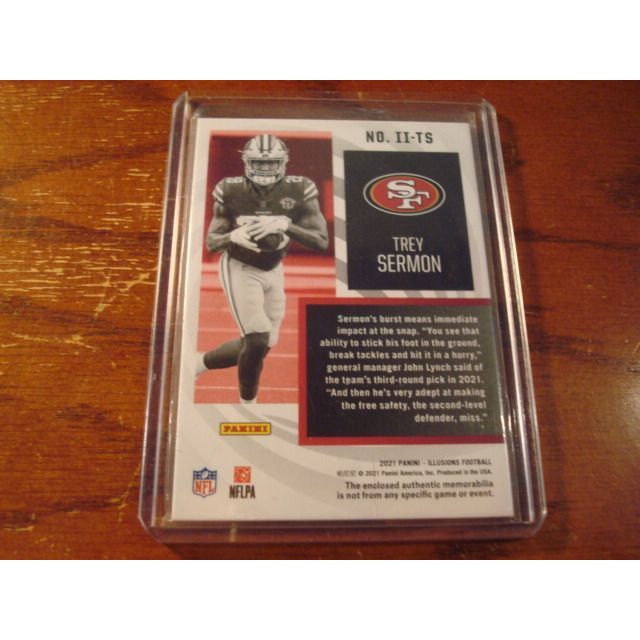 NO. II-TS
SF
TREY
SERMON
28
Sermon's burst means immediate
impact at the snap. "You see that
ability to stick his foot in the ground,
break tackles and hit it in a hurry,"
general manager John Lynch said of
the team's third-round pick in 2021.
"And then he's very adept at making
the free safety, the second-level
defender, miss."
PANINI
2021 PANINI – ILLUSIONS FOOTBALL
© 2021 Panini America, Inc. Produced in the USA.
The enclosed authentic memorabilia
is not from any specific game or event.
NFL
NFLPA